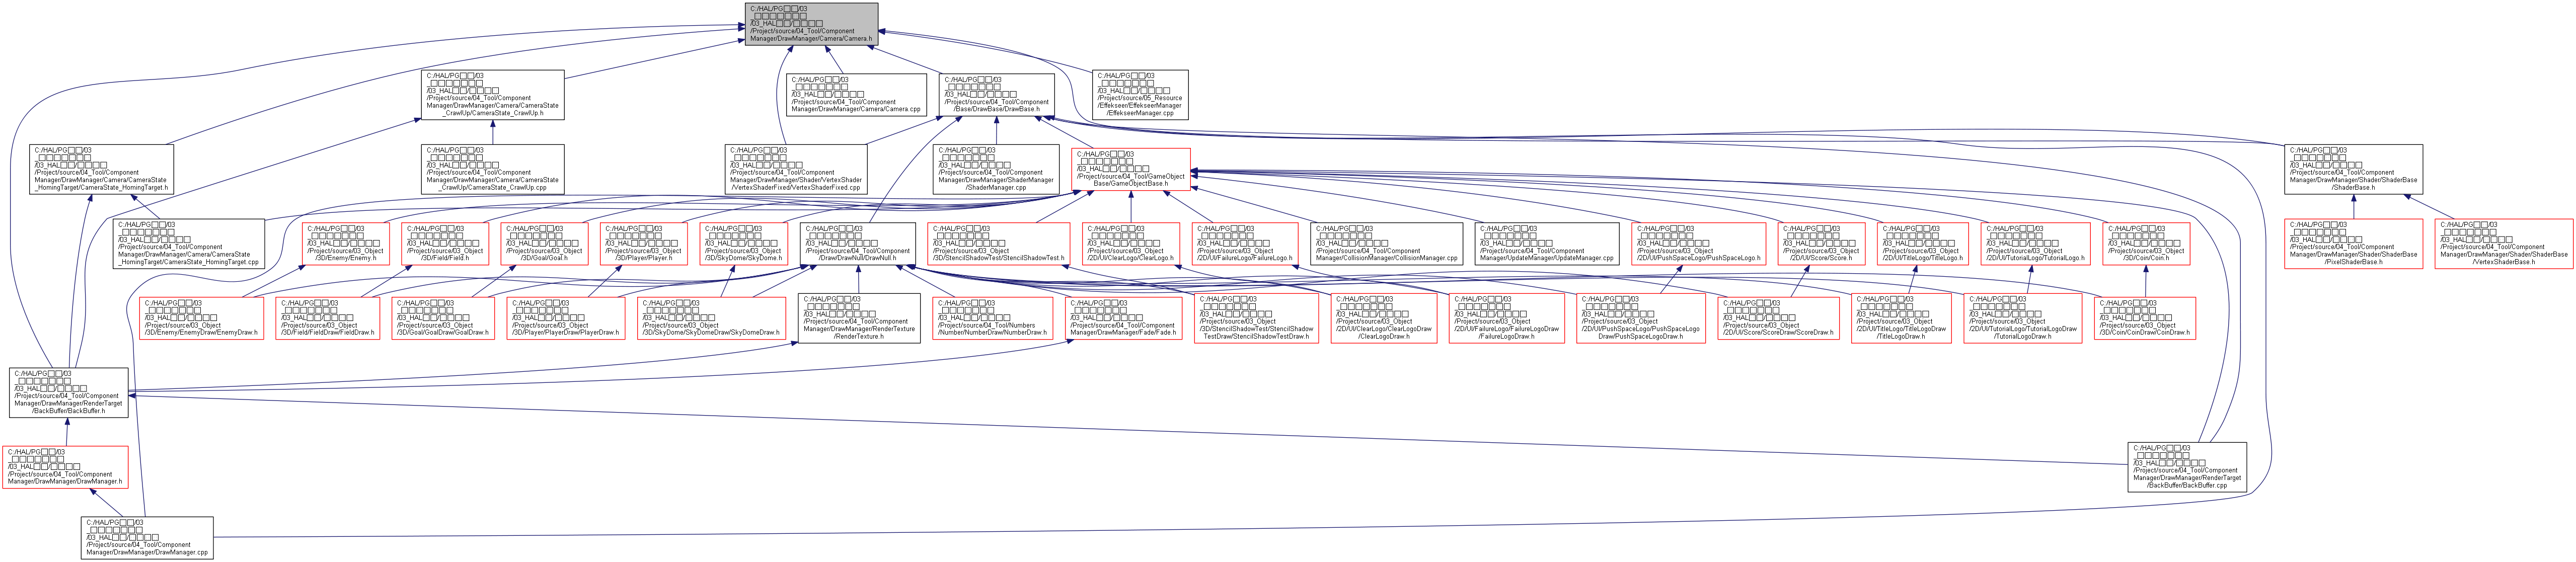 C:/HAL/PG□□/03
_□□□□□□□
/03_HAL□□/□□□□
/Project/source/04_Tool/Component
Manager/DrawManager/Camera/Camera.h
C:/HAL/PG□□/03
_□□□□□□□
/03_HAL□□/□□□□
/Project/source/04_Tool/Component
Manager/DrawManager/Camera/CameraState
_CrawlUp/CameraState_CrawlUp.h
C:/HAL/PG□□/03
_□□□□□□□
/03_HAL□□/□□□□
/Project/source/04_Tool/Component
Manager/DrawManager/Camera/Camera.cpp
C:/HAL/PG□□/03
_□□□□□□□
/03_HAL□□/□□□□
/Project/source/04_Tool/Component
/Base/DrawBase/DrawBase.h
C:/HAL/PG□□/03
_□□□□□□□
/03_HAL□□/□□□□
/Project/source/05_Resource
/Effekseer/EffekseerManager
/EffekseerManager.cpp
C:/HAL/PG□□/03
_□□□□□□□
/03_HAL□□/□□□□
/Project/source/04_Tool/Component
Manager/DrawManager/Camera/CameraState
_HomingTarget/CameraState_HomingTarget.h
C:/HAL/PG□□/03
_□□□□□□□
/03_HAL□□/□□□□
/Project/source/04_Tool/Component
Manager/DrawManager/Camera/CameraState
_CrawlUp/CameraState_CrawlUp.cpp
C:/HAL/PG□□/03
_□□□□□□□
/03_HAL□□/□□□□
/Project/source/04_Tool/Component
Manager/DrawManager/Shader/VertexShader
/VertexShaderFixed/VertexShaderFixed.cpp
C:/HAL/PG□□/03
_□□□□□□□
/03_HAL□□/□□□□
/Project/source/04_Tool/Component
Manager/DrawManager/ShaderManager
/ShaderManager.cpp
C:/HAL/PG□□/03
_□□□□□□□
/03_HAL□□/□□□□
/Project/source/04_Tool/GameObject
Base/GameObjectBase.h
C:/HAL/PG□□/03
_□□□□□□□
/03_HAL□□/□□□□
/Project/source/04_Tool/Component
Manager/DrawManager/Shader/ShaderBase
/ShaderBase.h
C:/HAL/PG□□/03
_□□□□□□□
/03_HAL□□/□□□□
/Project/source/04_Tool/Component
Manager/DrawManager/Camera/CameraState
_HomingTarget/CameraState_HomingTarget.cpp
C:/HAL/PG□□/03
_□□□□□□□
/03_HAL□□/□□□□
/Project/source/03_Object
/3D/Enemy/Enemy.h
C:/HAL/PG□□/03
_□□□□□□□
/03_HAL□□/□□□□
/Project/source/03_Object
/3D/Field/Field.h
C:/HAL/PG□□/03
_□□□□□□□
/03_HAL□□/□□□□
/Project/source/03_Object
/3D/Goal/Goal.h
C:/HAL/PG□□/03
_□□□□□□□
/03_HAL□□/□□□□
/Project/source/03_Object
/3D/Player/Player.h
C:/HAL/PG□□/03
_□□□□□□□
/03_HAL□□/□□□□
/Project/source/03_Object
/3D/SkyDome/SkyDome.h
C:/HAL/PG□□/03
_□□□□□□□
/03_HAL□□/□□□□
/Project/source/04_Tool/Component
/Draw/DrawNull/DrawNull.h
C:/HAL/PG□□/03
_□□□□□□□
/03_HAL□□/□□□□
/Project/source/03_Object
/3D/StencilShadowTest/StencilShadowTest.h
C:/HAL/PG□□/03
_□□□□□□□
/03_HAL□□/□□□□
/Project/source/03_Object
/2D/UI/ClearLogo/ClearLogo.h
C:/HAL/PG□□/03
_□□□□□□□
/03_HAL□□/□□□□
/Project/source/03_Object
/2D/UI/FailureLogo/FailureLogo.h
C:/HAL/PG□□/03
_□□□□□□□
/03_HAL□□/□□□□
/Project/source/04_Tool/Component
Manager/CollisionManager/CollisionManager.cpp
C:/HAL/PG□□/03
_□□□□□□□
/03_HAL□□/□□□□
/Project/source/04_Tool/Component
Manager/UpdateManager/UpdateManager.cpp
C:/HAL/PG□□/03
_□□□□□□□
/03_HAL□□/□□□□
/Project/source/03_Object
/2D/UI/PushSpaceLogo/PushSpaceLogo.h
C:/HAL/PG□□/03
_□□□□□□□
/03_HAL□□/□□□□
/Project/source/03_Object
/2D/UI/Score/Score.h
C:/HAL/PG□□/03
_□□□□□□□
/03_HAL□□/□□□□
/Project/source/03_Object
/2D/UI/TitleLogo/TitleLogo.h
C:/HAL/PG□□/03
_□□□□□□□
/03_HAL□□/□□□□
/Project/source/03_Object
/2D/UI/TutorialLogo/TutorialLogo.h
C:/HAL/PG□□/03
_□□□□□□□
/03_HAL□□/□□□□
/Project/source/03_Object
/3D/Coin/Coin.h
C:/HAL/PG□□/03
_□□□□□□□
/03_HAL□□/□□□□
/Project/source/04_Tool/Component
Manager/DrawManager/Shader/ShaderBase
/PixelShaderBase.h
C:/HAL/PG□□/03
_□□□□□□□
/03_HAL□□/□□□□
/Project/source/04_Tool/Component
Manager/DrawManager/Shader/ShaderBase
/VertexShaderBase.h
C:/HAL/PG□□/03
_□□□□□□□
/03_HAL□□/□□□□
/Project/source/03_Object
/3D/Enemy/EnemyDraw/EnemyDraw.h
C:/HAL/PG□□/03
_□□□□□□□
/03_HAL□□/□□□□
/Project/source/03_Object
/3D/Field/FieldDraw/FieldDraw.h
C:/HAL/PG□□/03
_□□□□□□□
/03_HAL□□/□□□□
/Project/source/03_Object
/3D/Goal/GoalDraw/GoalDraw.h
C:/HAL/PG□□/03
_□□□□□□□
/03_HAL□□/□□□□
/Project/source/03_Object
/3D/Player/PlayerDraw/PlayerDraw.h
C:/HAL/PG□□/03
_□□□□□□□
/03_HAL□□/□□□□
/Project/source/03_Object
/3D/SkyDome/SkyDomeDraw/SkyDomeDraw.h
C:/HAL/PG□□/03
_□□□□□□□
/03_HAL□□/□□□□
/Project/source/04_Tool/Component
Manager/DrawManager/RenderTexture
/RenderTexture.h
C:/HAL/PG□□/03
_□□□□□□□
/03_HAL□□/□□□□
/Project/source/04_Tool/Numbers
/Number/NumberDraw/NumberDraw.h
C:/HAL/PG□□/03
_□□□□□□□
/03_HAL□□/□□□□
/Project/source/04_Tool/Component
Manager/DrawManager/Fade/Fade.h
C:/HAL/PG□□/03
_□□□□□□□
/03_HAL□□/□□□□
/Project/source/03_Object
/3D/StencilShadowTest/StencilShadow
TestDraw/StencilShadowTestDraw.h
C:/HAL/PG□□/03
_□□□□□□□
/03_HAL□□/□□□□
/Project/source/03_Object
/2D/UI/ClearLogo/ClearLogoDraw
/ClearLogoDraw.h
C:/HAL/PG□□/03
_□□□□□□□
/03_HAL□□/□□□□
/Project/source/03_Object
/2D/UI/FailureLogo/FailureLogoDraw
/FailureLogoDraw.h
C:/HAL/PG□□/03
_□□□□□□□
/03_HAL□□/□□□□
/Project/source/03_Object
/2D/UI/PushSpaceLogo/PushSpaceLogo
Draw/PushSpaceLogoDraw.h
C:/HAL/PG□□/03
_□□□□□□□
/03_HAL□□/□□□□
/Project/source/03_Object
/2D/UI/Score/ScoreDraw/ScoreDraw.h
C:/HAL/PG□□/03
_□□□□□□□
/03_HAL□□/□□□□
/Project/source/03_Object
/2D/UI/TitleLogo/TitleLogoDraw
/TitleLogoDraw.h
C:/HAL/PG□□/03
_□□□□□□□
/03_HAL□□/□□□□
/Project/source/03_Object
/2D/UI/TutorialLogo/TutorialLogoDraw
/TutorialLogoDraw.h
C:/HAL/PG□□/03
_□□□□□□□
/03_HAL□□/□□□□
/Project/source/03_Object
/3D/Coin/CoinDraw/CoinDraw.h
C:/HAL/PG□□/03
_□□□□□□□
/03_HAL□□/□□□□
/Project/source/04_Tool/Component
Manager/DrawManager/RenderTarget
/BackBuffer/BackBuffer.h
C:/HAL/PG□□/03
_□□□□□□□
/03_HAL□□/□□□□
/Project/source/04_Tool/Component
Manager/DrawManager/DrawManager.h
C:/HAL/PG□□/03
_□□□□□□□
/03_HAL□□/□□□□
/Project/source/04_Tool/Component
Manager/DrawManager/RenderTarget
/BackBuffer/BackBuffer.cpp
C:/HAL/PG□□/03
_□□□□□□□
/03_HAL□□/□□□□
/Project/source/04_Tool/Component
Manager/DrawManager/DrawManager.cpp